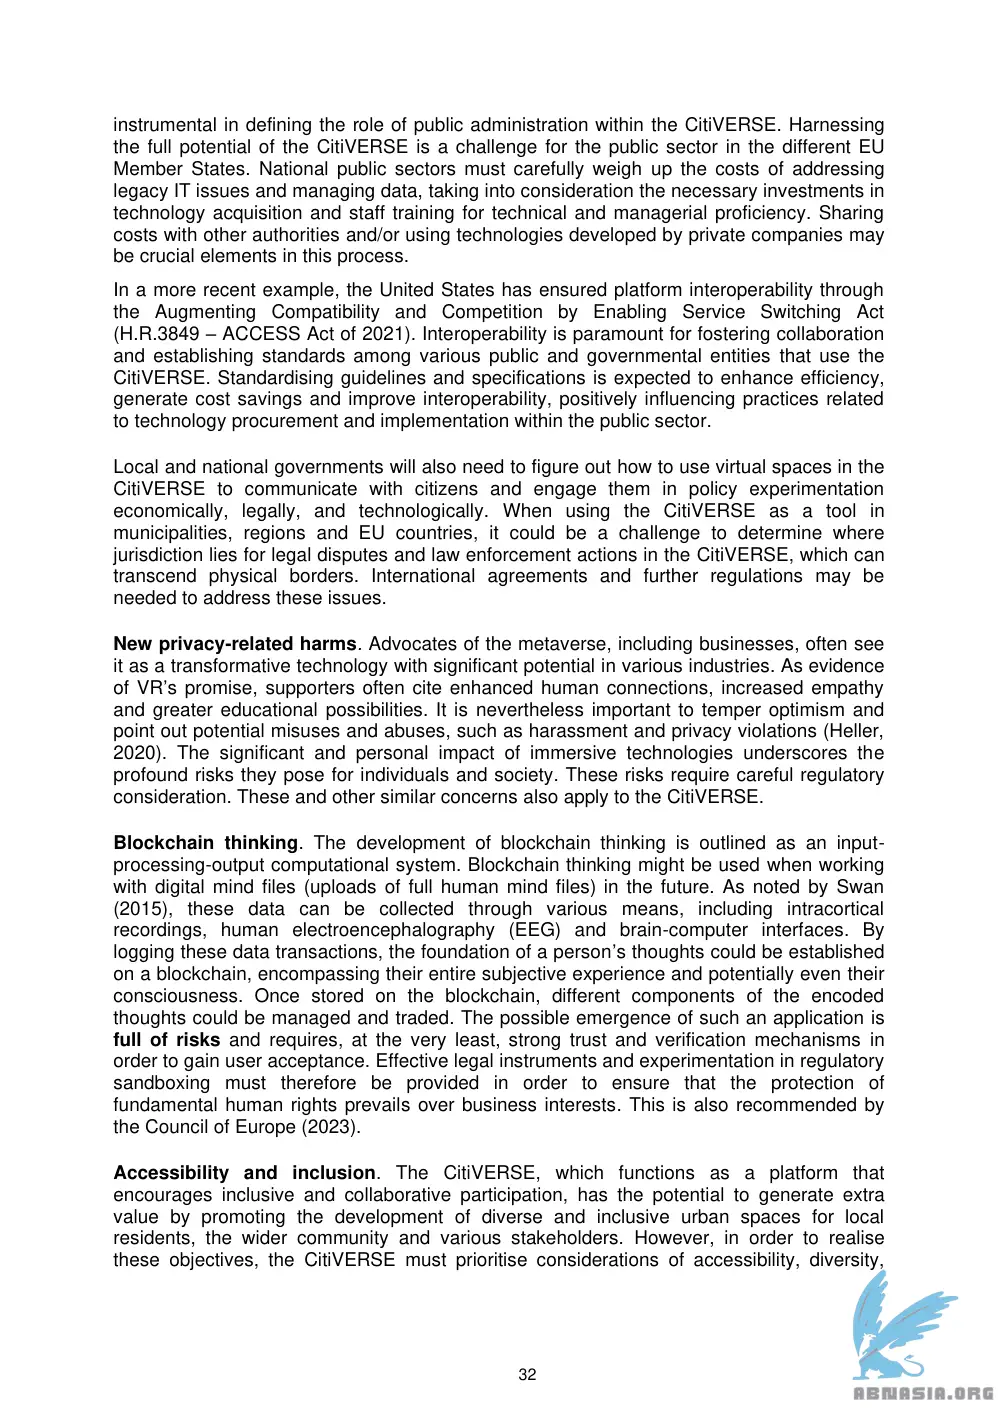 instrumental in defining the role of public administration within the CitiVERSE. Harnessing
the full potential of the CitiVERSE is a challenge for the public sector in the different EU
Member States. National public sectors must carefully weigh up the costs of addressing
legacy IT issues and managing data, taking into consideration the necessary investments in
technology acquisition and staff training for technical and managerial proficiency. Sharing
costs with other authorities and/or using technologies developed by private companies may
be crucial elements in this process.
In a more recent example, the United States has ensured platform interoperability through
the Augmenting Compatibility and Competition by Enabling Service Switching Act
(H.R.3849 – ACCESS Act of 2021). Interoperability is paramount for fostering collaboration
and establishing standards among various public and governmental entities that use the
CitiVERSE. Standardising guidelines and specifications is expected to enhance efficiency,
generate cost savings and improve interoperability, positively influencing practices related
to technology procurement and implementation within the public sector.
Local and national governments will also need to figure out how to use virtual spaces in the
CitiVERSE to communicate with citizens and engage them in policy experimentation
economically, legally, and technologically. When using the CitiVERSE as a tool in
municipalities, regions and EU countries, it could be a challenge to determine where
jurisdiction lies for legal disputes and law enforcement actions in the CitiVERSE, which can
transcend physical borders. International agreements and further regulations may be
needed to address these issues.
New privacy-related harms. Advocates of the metaverse, including businesses, often see
it as a transformative technology with significant potential in various industries. As evidence
of VR’s promise, supporters often cite enhanced human connections, increased empathy
and greater educational possibilities. It is nevertheless important to temper optimism and
point out potential misuses and abuses, such as harassment and privacy violations (Heller,
2020). The significant and personal impact of immersive technologies underscores the
profound risks they pose for individuals and society. These risks require careful regulatory
consideration. These and other similar concerns also apply to the CitiVERSE.
Blockchain thinking. The development of blockchain thinking is outlined as an input-
processing-output computational system. Blockchain thinking might be used when working
with digital mind files (uploads of full human mind files) in the future. As noted by Swan
(2015), these data can be collected through various means, including intracortical
recordings, human electroencephalography (EEG) and brain-computer interfaces. By
logging these data transactions, the foundation of a person’s thoughts could be established
on a blockchain, encompassing their entire subjective experience and potentially even their
consciousness. Once stored on the blockchain, different components of the encoded
thoughts could be managed and traded. The possible emergence of such an application is
full of risks and requires, at the very least, strong trust and verification mechanisms in
order to gain user acceptance. Effective legal instruments and experimentation in regulatory
sandboxing must therefore be provided in order to ensure that the protection of
fundamental human rights prevails over business interests. This is also recommended by
the Council of Europe (2023).
Accessibility and inclusion. The CitiVERSE, which functions as a platform that
encourages inclusive and collaborative participation, has the potential to generate extra
value by promoting the development of diverse and inclusive urban spaces for local
residents, the wider community and various stakeholders. However, in order to realise
these objectives, the CitiVERSE must prioritise considerations of accessibility, diversity,
32
ABNASIA.ORG